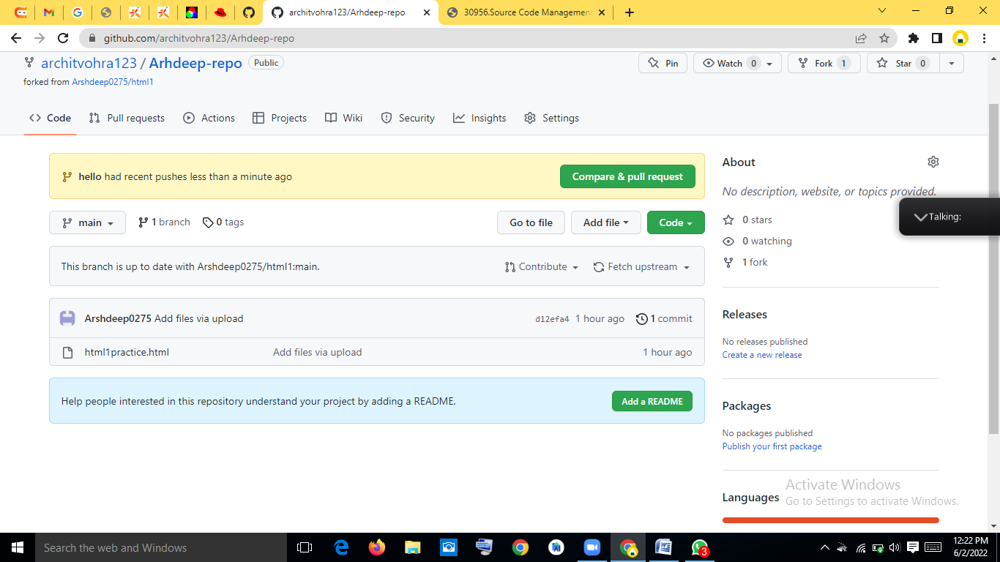 architvohra123/Arhdeep-repo
30956.Source Code Management
github.com/architvohra123/Arhdeep-repo
architvohra123 / Arhdeep-repo Public
Pin Watch 0 Fork 1 Star 0
forked from Arshdeep0275/html1
Code Pull requests Actions Projects Wiki Security Insights Settings
hello had recent pushes less than a minute ago Compare & pull request
main 1 branch 0 tags Go to file Add file Code
This branch is up to date with Arshdeep0275/html1:main. Contribute Fetch upstream
Arshdeep0275 Add files via upload d12efa4 1 hour ago 1 commit
html1practice.html Add files via upload 1 hour ago
Help people interested in this repository understand your project by adding a README. Add a README
About
No description, website, or topics provided.
0 stars
0 watching
1 fork
Talking:
Releases
No releases published
Create a new release
Packages
No packages published
Publish your first package
Languages
Activate Windows
Go to Settings to activate Windows.
Search the web and Windows
3
12:22 PM
6/2/2022